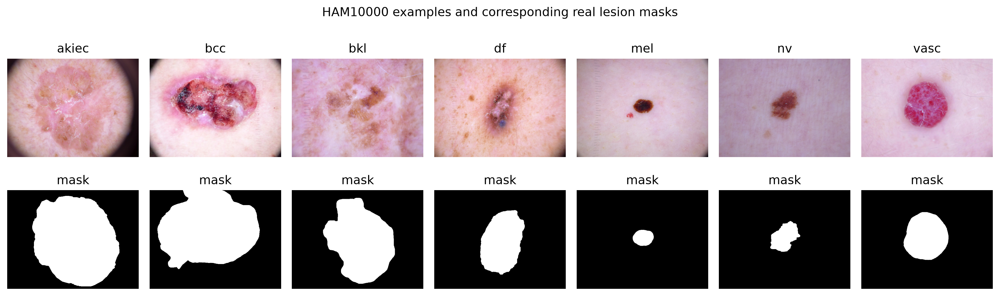 HAM10000 examples and corresponding real lesion masks
akiec bcc bkl df mel nv vasc
mask mask mask mask mask mask mask